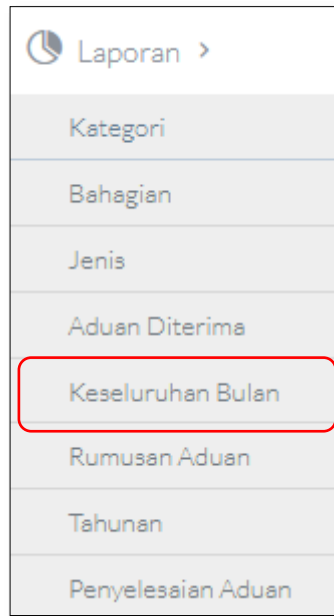 Laporan >
Kategori
Bahagian
Jenis
Aduan Diterima
Keseluruhan Bulan
Rumusan Aduan
Tahunan
Penyelesaian Aduan